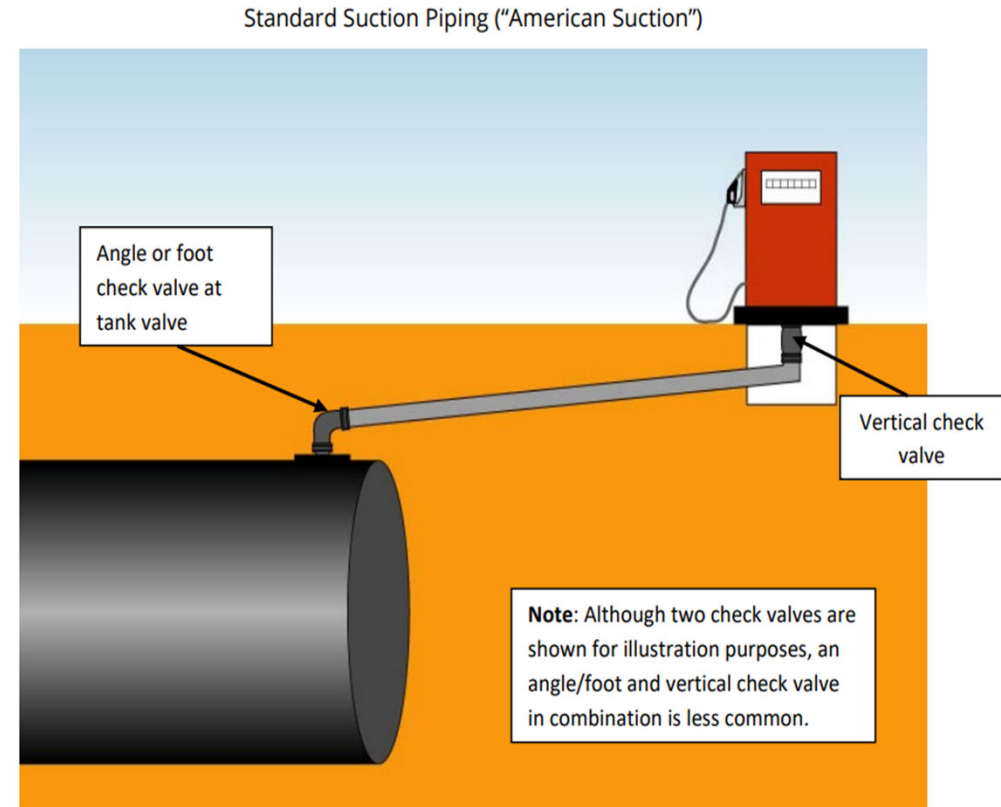 Standard Suction Piping (“American Suction”)
Angle or foot
check valve at
tank valve
Vertical check
valve
Note: Although two check valves are
shown for illustration purposes, an
angle/foot and vertical check valve
in combination is less common.